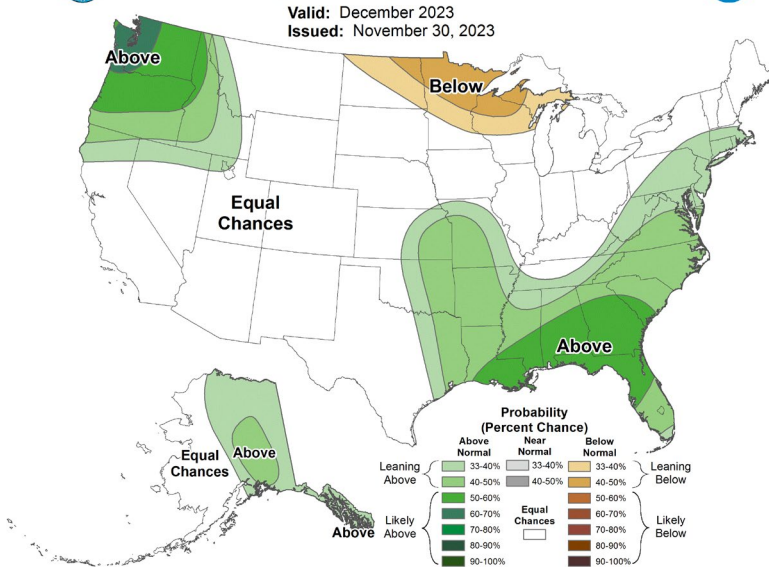 Valid: December 2023
Issued: November 30, 2023
Above
Below
Equal
Chances
Above
Equal
Chances
Above
Above
Probability
(Percent Chance)
Above
Normal
Near
Normal
Below
Normal
Leaning
Above
33-40%
33-40%
33-40%
Leaning
Below
40-50%
40-50%
40-50%
Likely
Above
50-60%
Equal
Chances
50-60%
Likely
Below
60-70%
60-70%
70-80%
70-80%
80-90%
80-90%
90-100%
90-100%